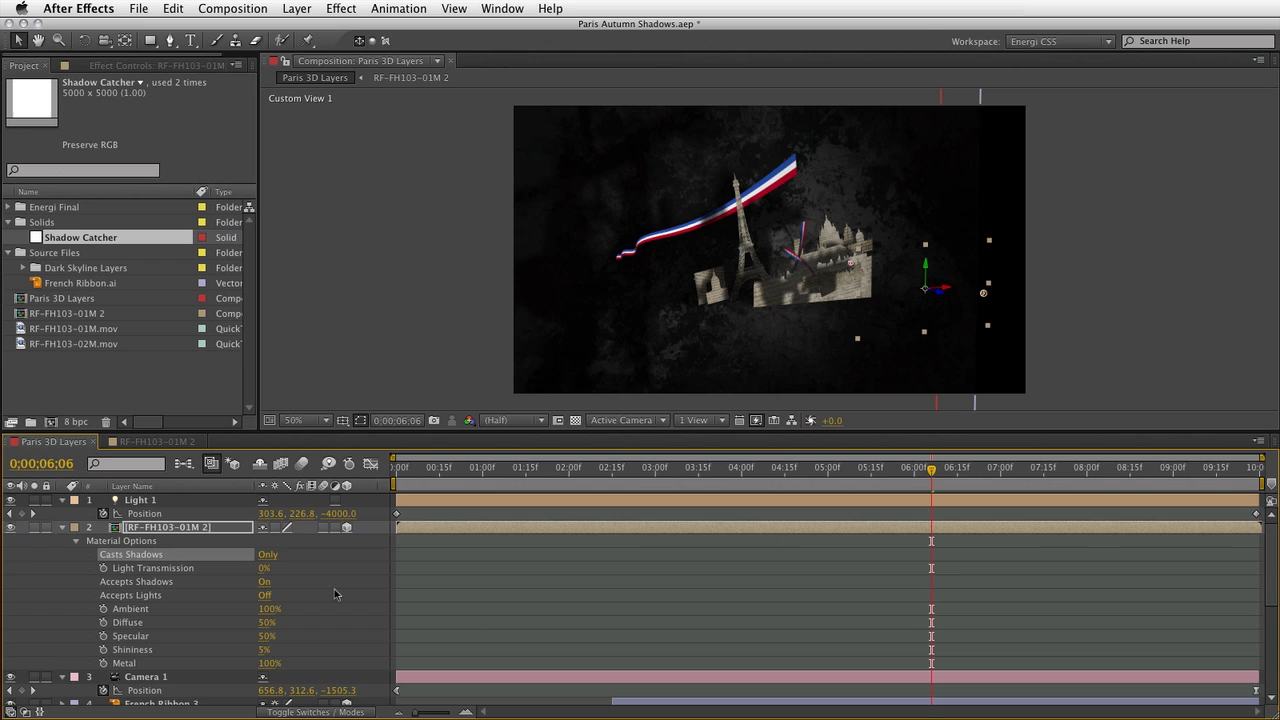 After Effects File Edit Composition Layer Effect Animation View Window Help
Paris Autumn Shadows.aep *
Workspace: Energi CSS Search Help
Project Effect Controls: RF-FH103-01M Composition: Paris 3D Layers
Shadow Catcher, used 2 times
5000 x 5000 (1.00)
Preserve RGB
Paris 3D Layers RF-FH103-01M 2
Custom View 1
Name Type
Energi Final Folder
Solids Folder
Shadow Catcher Solid
Source Files Folder
Dark Skyline Layers Folder
French Ribbon.ai Vector
Paris 3D Layers Compo
RF-FH103-01M 2 Compo
RF-FH103-01M.mov QuickT
RF-FH103-02M.mov QuickT
8 bpc
50% 0;00;06;06 (Half) Active Camera 1 View +0.0
Paris 3D Layers RF-FH103-01M 2
0;00;06;06
:00f 00:15f 01:00f 01:15f 02:00f 02:15f 03:00f 03:15f 04:00f 04:15f 05:00f 05:15f 06:00f 06:15f 07:00f 07:15f 08:00f 08:15f 09:00f 09:15f 10:0
# Layer Name
1 Light 1
Position 303.6, 226.8, -4000.0
2 [RF-FH103-01M 2]
Material Options
Casts Shadows Only
Light Transmission 0%
Accepts Shadows On
Accepts Lights Off
Ambient 100%
Diffuse 50%
Specular 50%
Shininess 5%
Metal 100%
3 Camera 1
Position 656.8, 312.6, -1505.3
4 French Ribbon 3
Toggle Switches / Modes